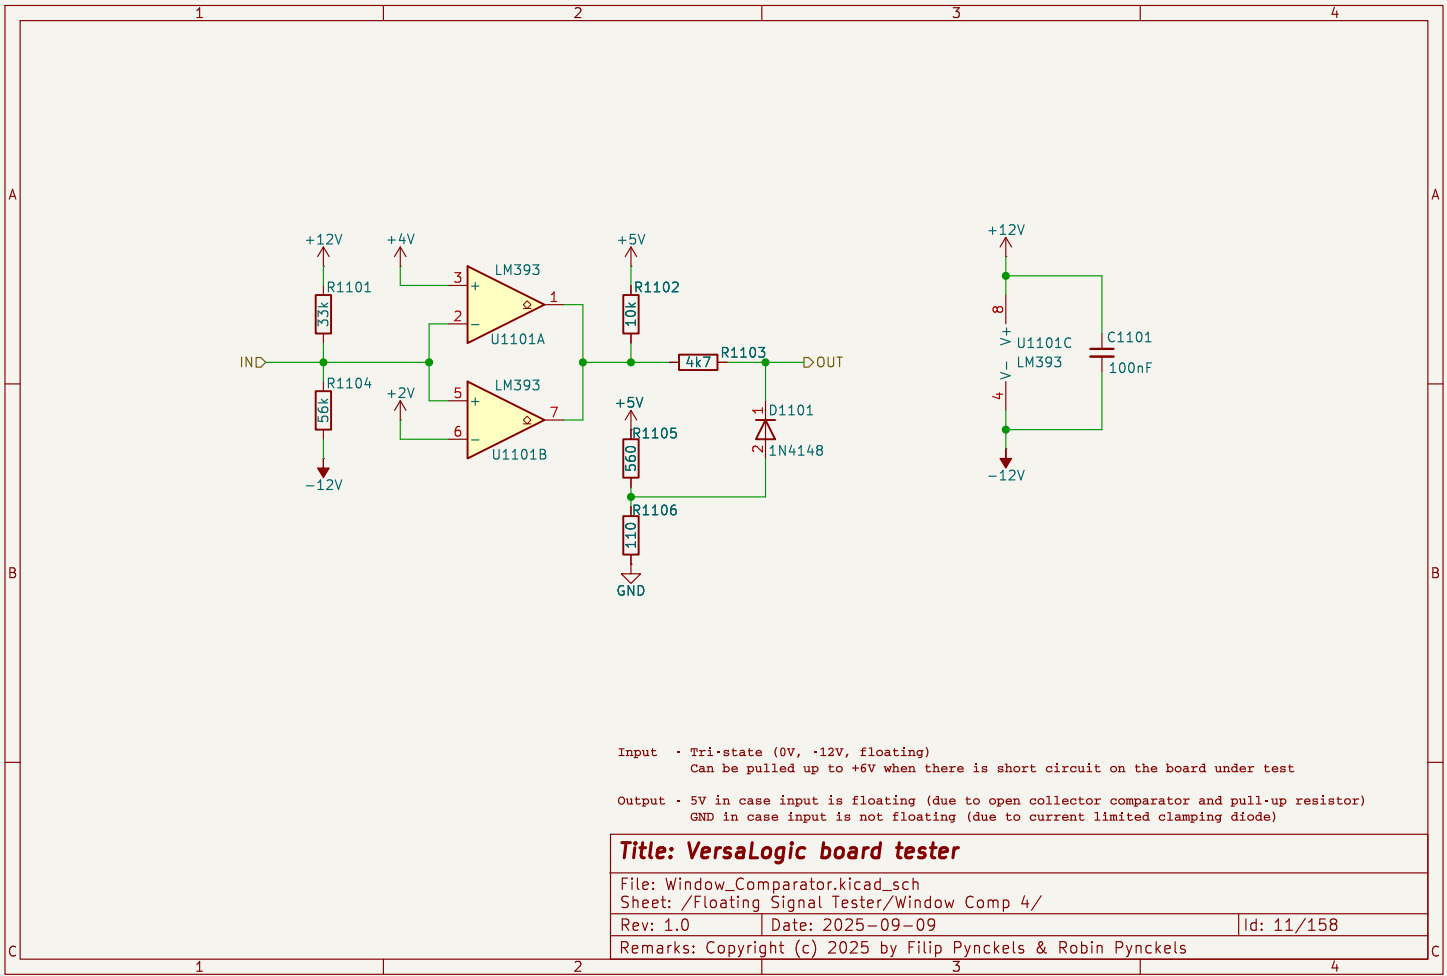 1 2 3 4
A A
+12V +4V +5V +12V
R1101 33k
LM393
3 + 2 - 1
U1101A
R1102 10k
IN
R1103 4k7
OUT
R1104 56k
-12V
+2V
LM393
5 + 6 - 7
U1101B
+5V
R1105 560
R1106 110
GND
D1101
1 2
1N4148
8 V+
U1101C
LM393
V- 4
C1101
100nF
-12V
B B
Input - Tri-state (0V, -12V, floating)
Can be pulled up to +6V when there is short circuit on the board under test
Output - 5V in case input is floating (due to open collector comparator and pull-up resistor)
GND in case input is not floating (due to current limited clamping diode)
Title: VersaLogic board tester
File: Window_Comparator.kicad_sch
Sheet: /Floating Signal Tester/Window Comp 4/
Rev: 1.0 Date: 2025-09-09 Id: 11/158
Remarks: Copyright (c) 2025 by Filip Pynckels & Robin Pynckels
C C
1 2 3 4